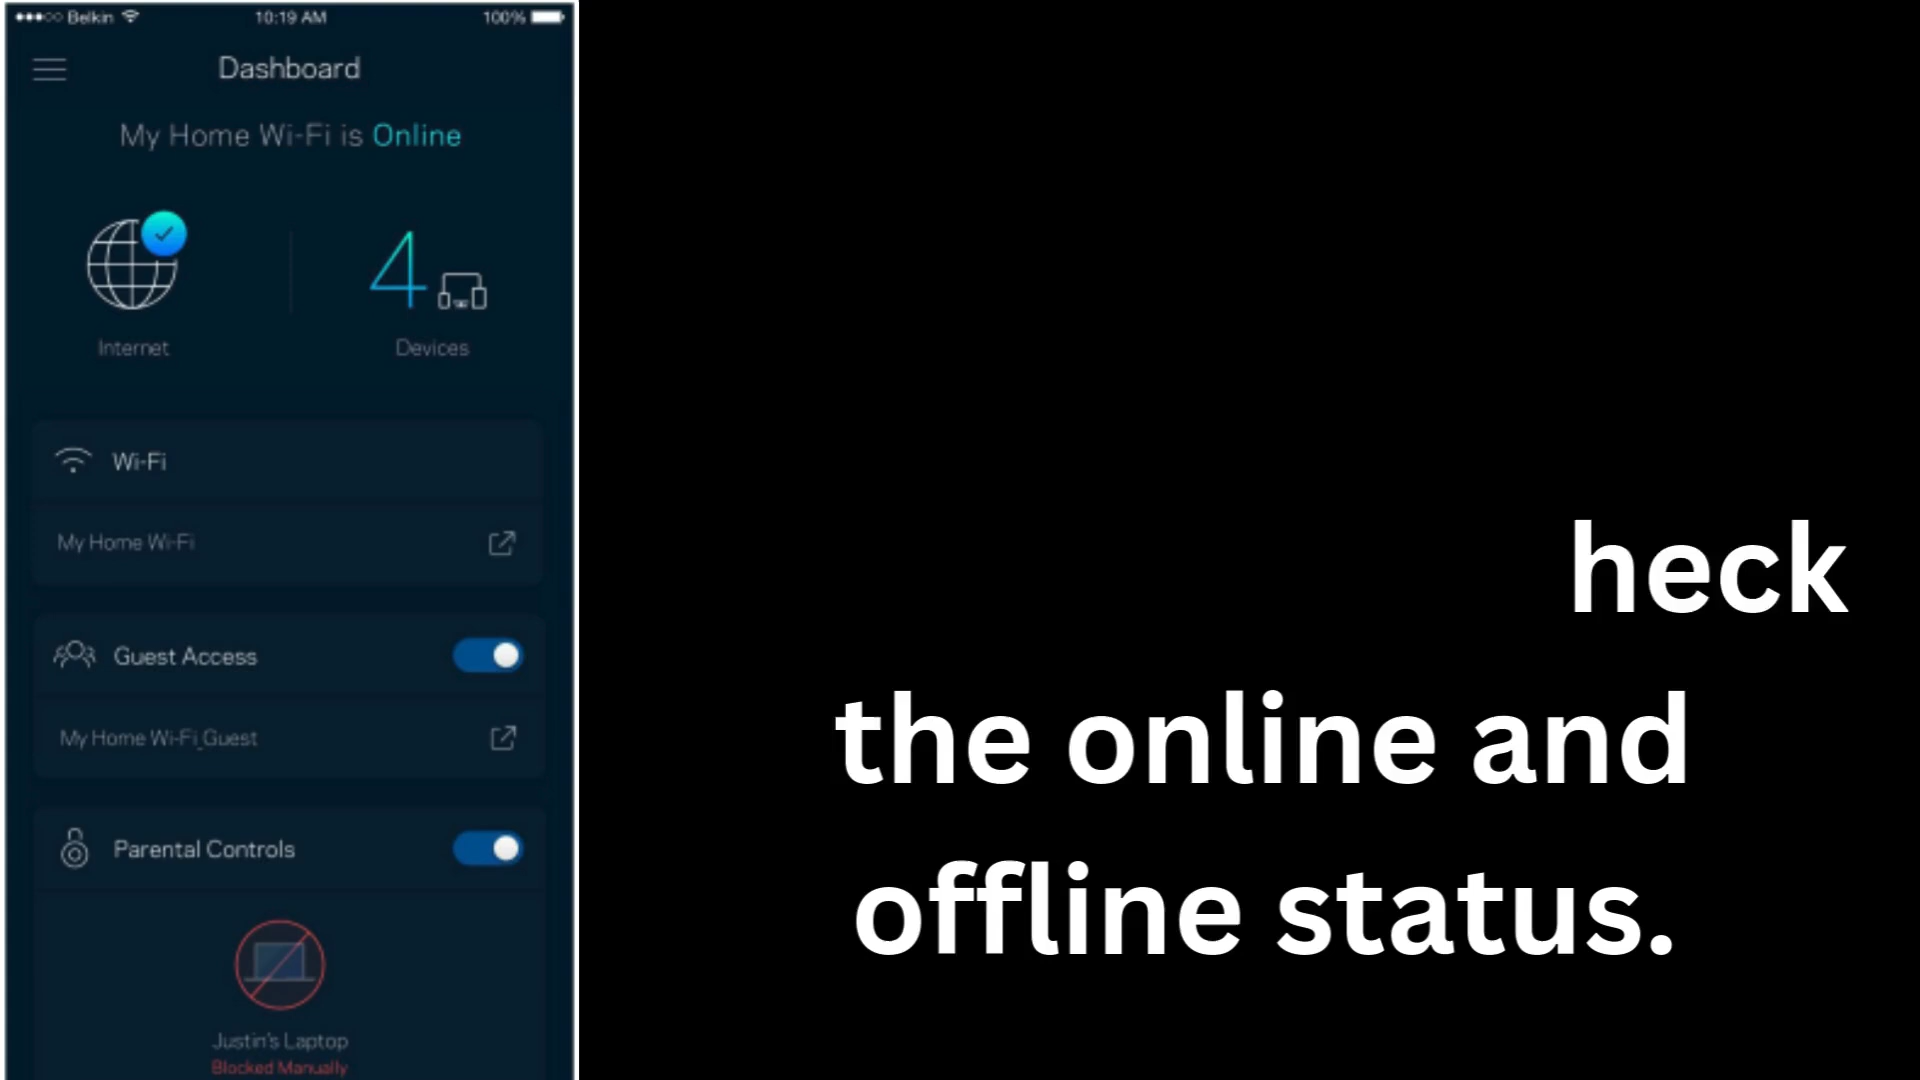 Belkin 10:19 AM 100%
Dashboard
My Home Wi-Fi is Online
4
Internet Devices
Wi-Fi
My Home Wi-Fi
Guest Access
My Home Wi-Fi_Guest
Parental Controls
Justin's Laptop
Blocked Manually
heck
the online and
offline status.